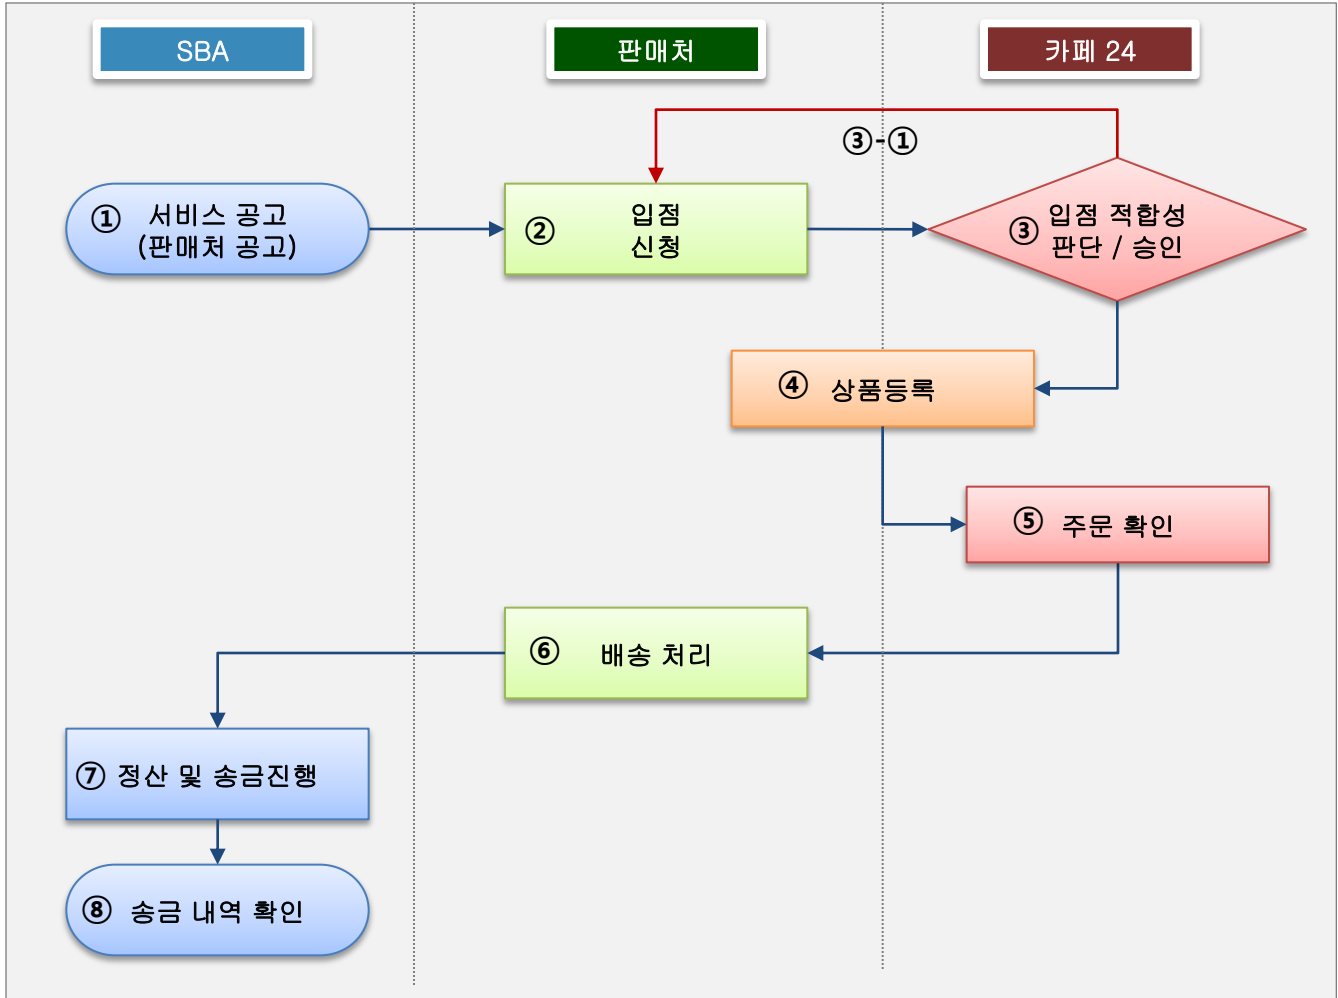 SBA
판매처
카페 24
③-①
① 서비스 공고
(판매처 공고)
② 입점
신청
③ 입점 적합성
판단 / 승인
④ 상품등록
⑤ 주문 확인
⑥ 배송 처리
⑦ 정산 및 송금진행
⑧ 송금 내역 확인